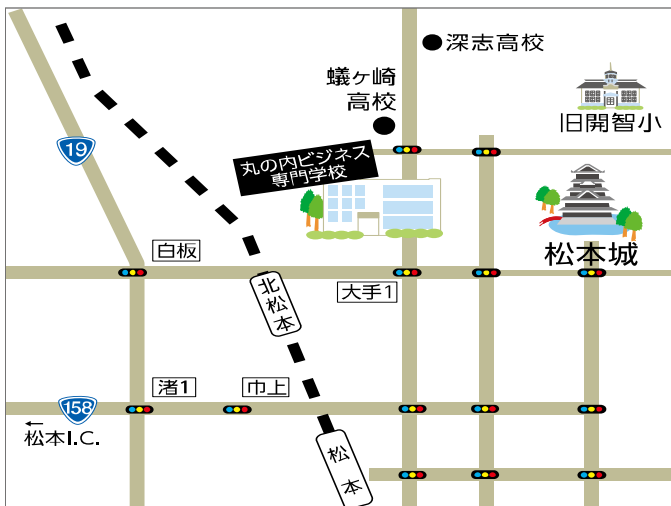 深志高校
蟻ヶ崎
高校
旧開智小
19
丸の内ビジネス
専門学校
松本城
白板
北松本
大手1
渚1
巾上
158
←
松本I.C.
松本